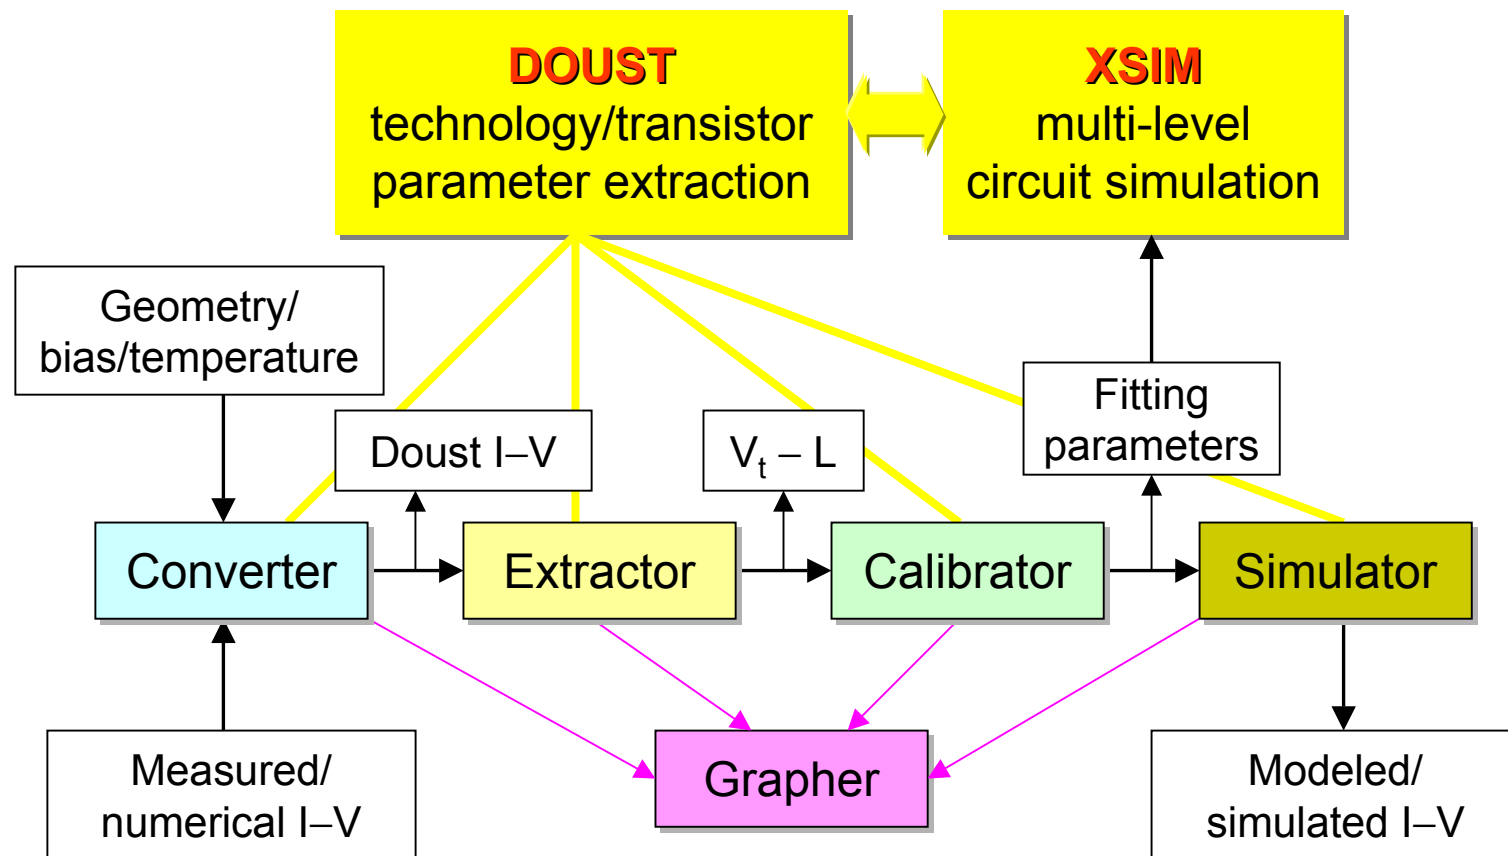 DOUST
technology/transistor
parameter extraction
XSIM
multi-level
circuit simulation
Geometry/
bias/temperature
Doust I–V
Vt – L
Fitting
parameters
Converter
Extractor
Calibrator
Simulator
Measured/
numerical I–V
Grapher
Modeled/
simulated I–V